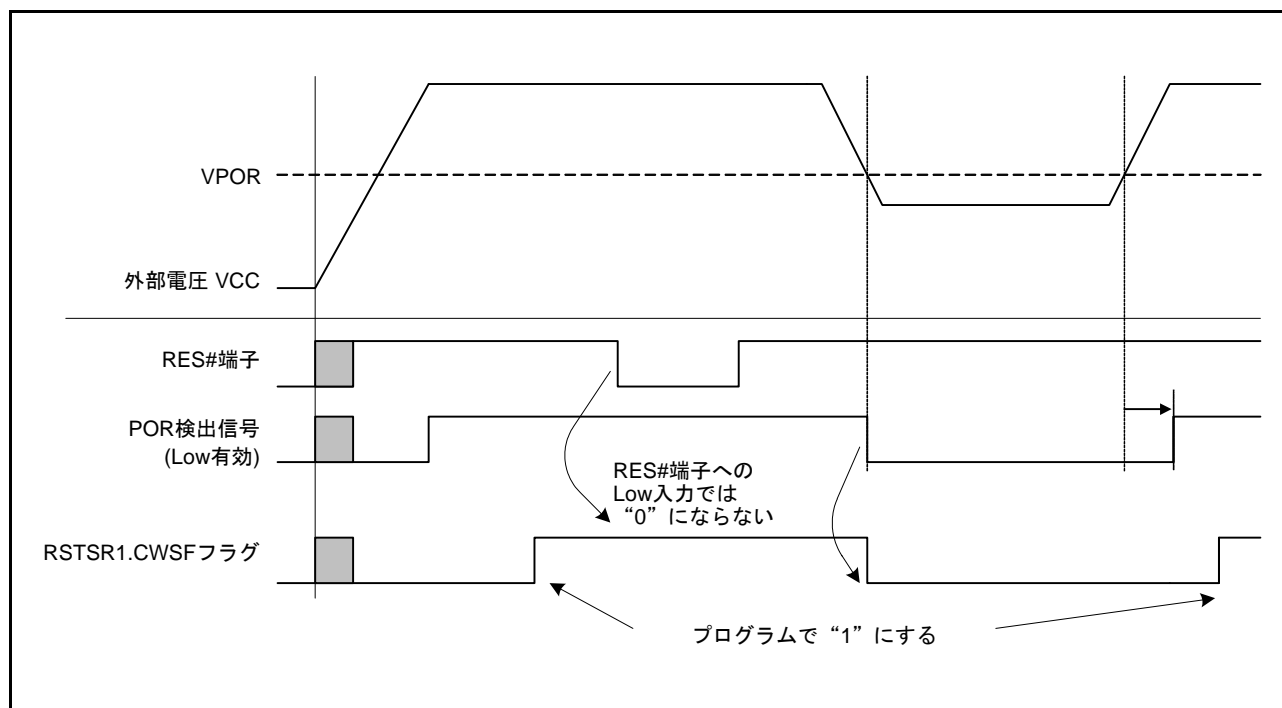 VPOR
外部電圧 VCC
RES#端子
POR検出信号
(Low有効)
RES#端子への
Low入力では
“0”にならない
RSTSR1.CWSFフラグ
プログラムで“1”にする